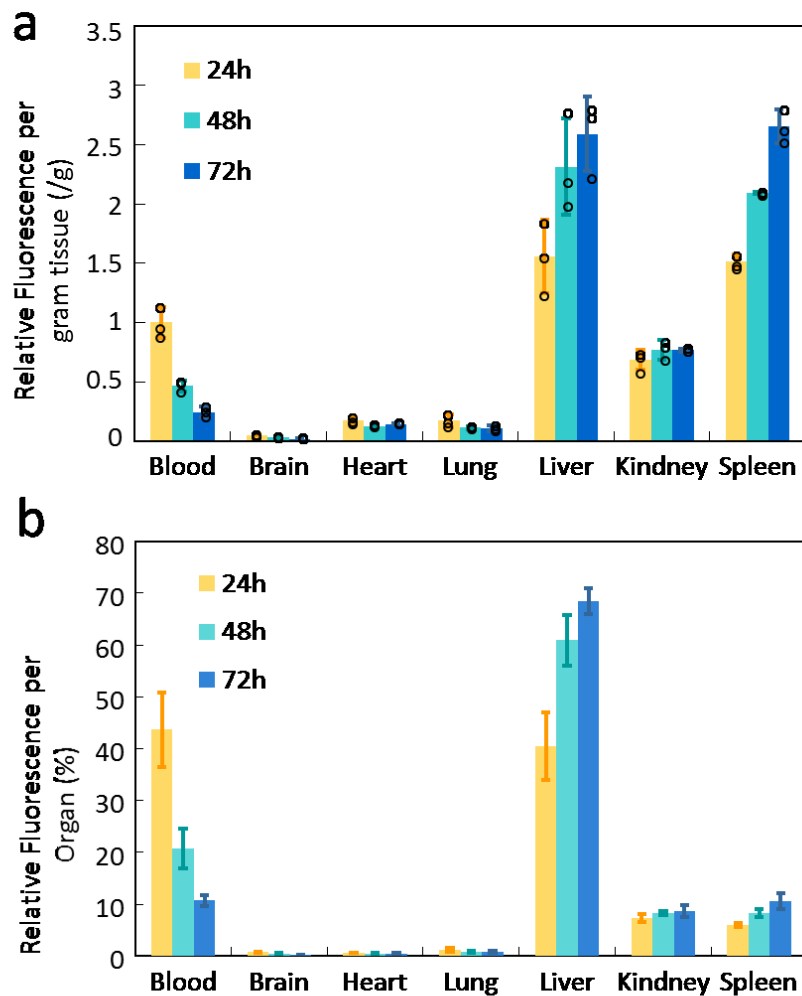 a
Relative Fluorescence per
gram tissue (/g)
3.5
3
2.5
2
1.5
1
0.5
0
24h
48h
72h
Blood Brain Heart Lung Liver Kindney Spleen
b
Relative Fluorescence per
Organ (%)
80
70
60
50
40
30
20
10
0
24h
48h
72h
Blood Brain Heart Lung Liver Kindney Spleen